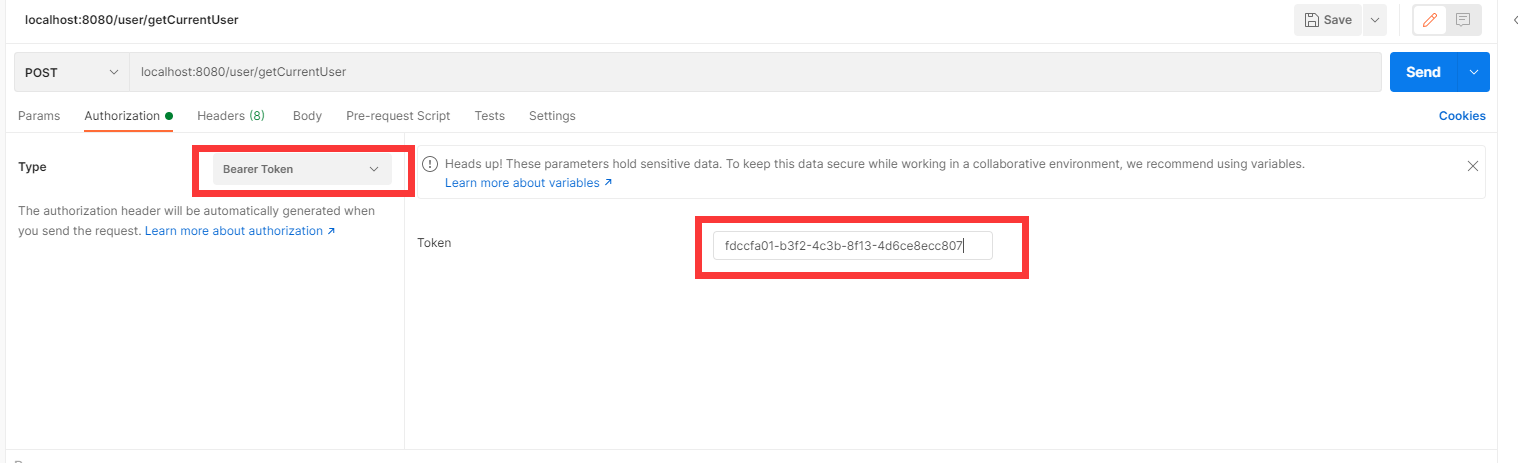 localhost:8080/user/getCurrentUser
Save
POST
localhost:8080/user/getCurrentUser
Send
Params
Authorization
Headers (8)
Body
Pre-request Script
Tests
Settings
Cookies
Type
Bearer Token
The authorization header will be automatically generated when
you send the request. Learn more about authorization ↗
Heads up! These parameters hold sensitive data. To keep this data secure while working in a collaborative environment, we recommend using variables.
Learn more about variables ↗
Token
fdccfa01-b3f2-4c3b-8f13-4d6ce8ecc807